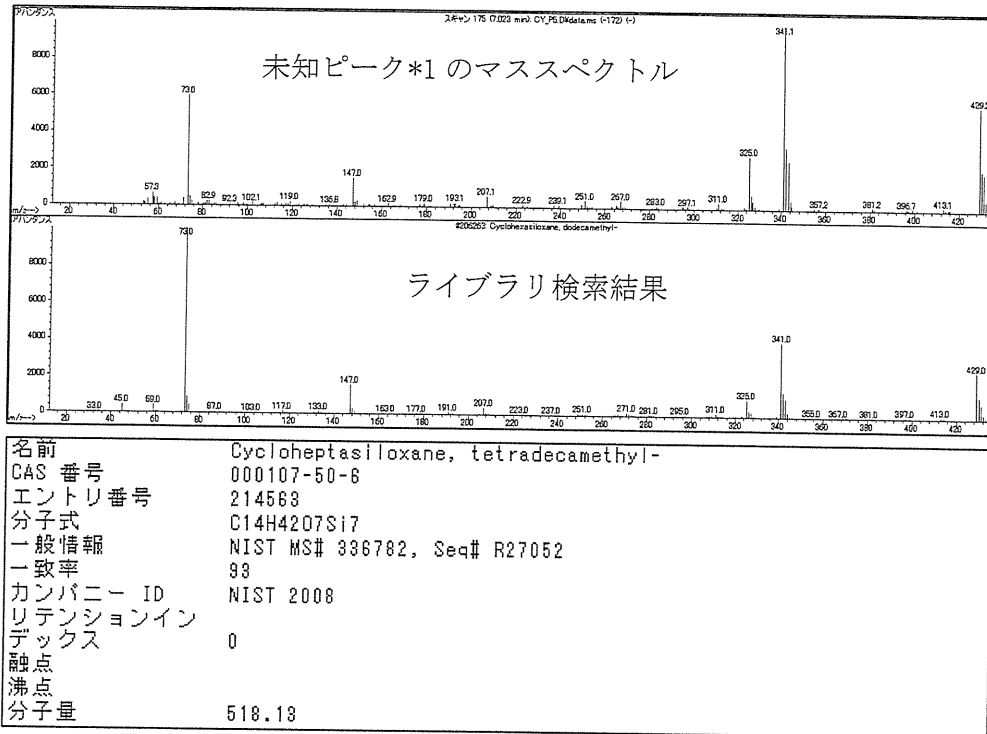 アバンダンス
スキャン 175 (7.023 min): CY_P5.D¥data.ms (-172) (-)
未知ピーク*1 のマススペクトル
8000
6000
4000
2000
0
341.1
73.0
429.2
325.0
147.0
57.3
82.9
92.3
102.1
119.0
136.8
162.9
179.0
193.1
207.1
222.9
239.1
251.0
267.0
283.0
297.1
311.0
357.2
381.2
396.7
413.1
m/z-->
20 40 60 80 100 120 140 160 180 200 220 240 260 280 300 320 340 360 380 400 420
アバンダンス
#206263: Cyclohexasiloxane, dodecamethyl-
ライブラリ検索結果
8000
6000
4000
2000
0
73.0
341.0
429.0
147.0
325.0
33.0
45.0
59.0
87.0
103.0
117.0
133.0
163.0
177.0
191.0
207.0
223.0
237.0
251.0
271.0
281.0
295.0
311.0
355.0
367.0
381.0
397.0
413.0
m/z-->
20 40 60 80 100 120 140 160 180 200 220 240 260 280 300 320 340 360 380 400 420
名前 Cycloheptasiloxane, tetradecamethyl-
CAS 番号 000107-50-6
エントリ番号 214563
分子式 C14H42O7Si7
一般情報 NIST MS# 336782, Seq# R27052
一致率 93
カンパニー ID NIST 2008
リテンションイン
デックス 0
融点
沸点
分子量 518.13